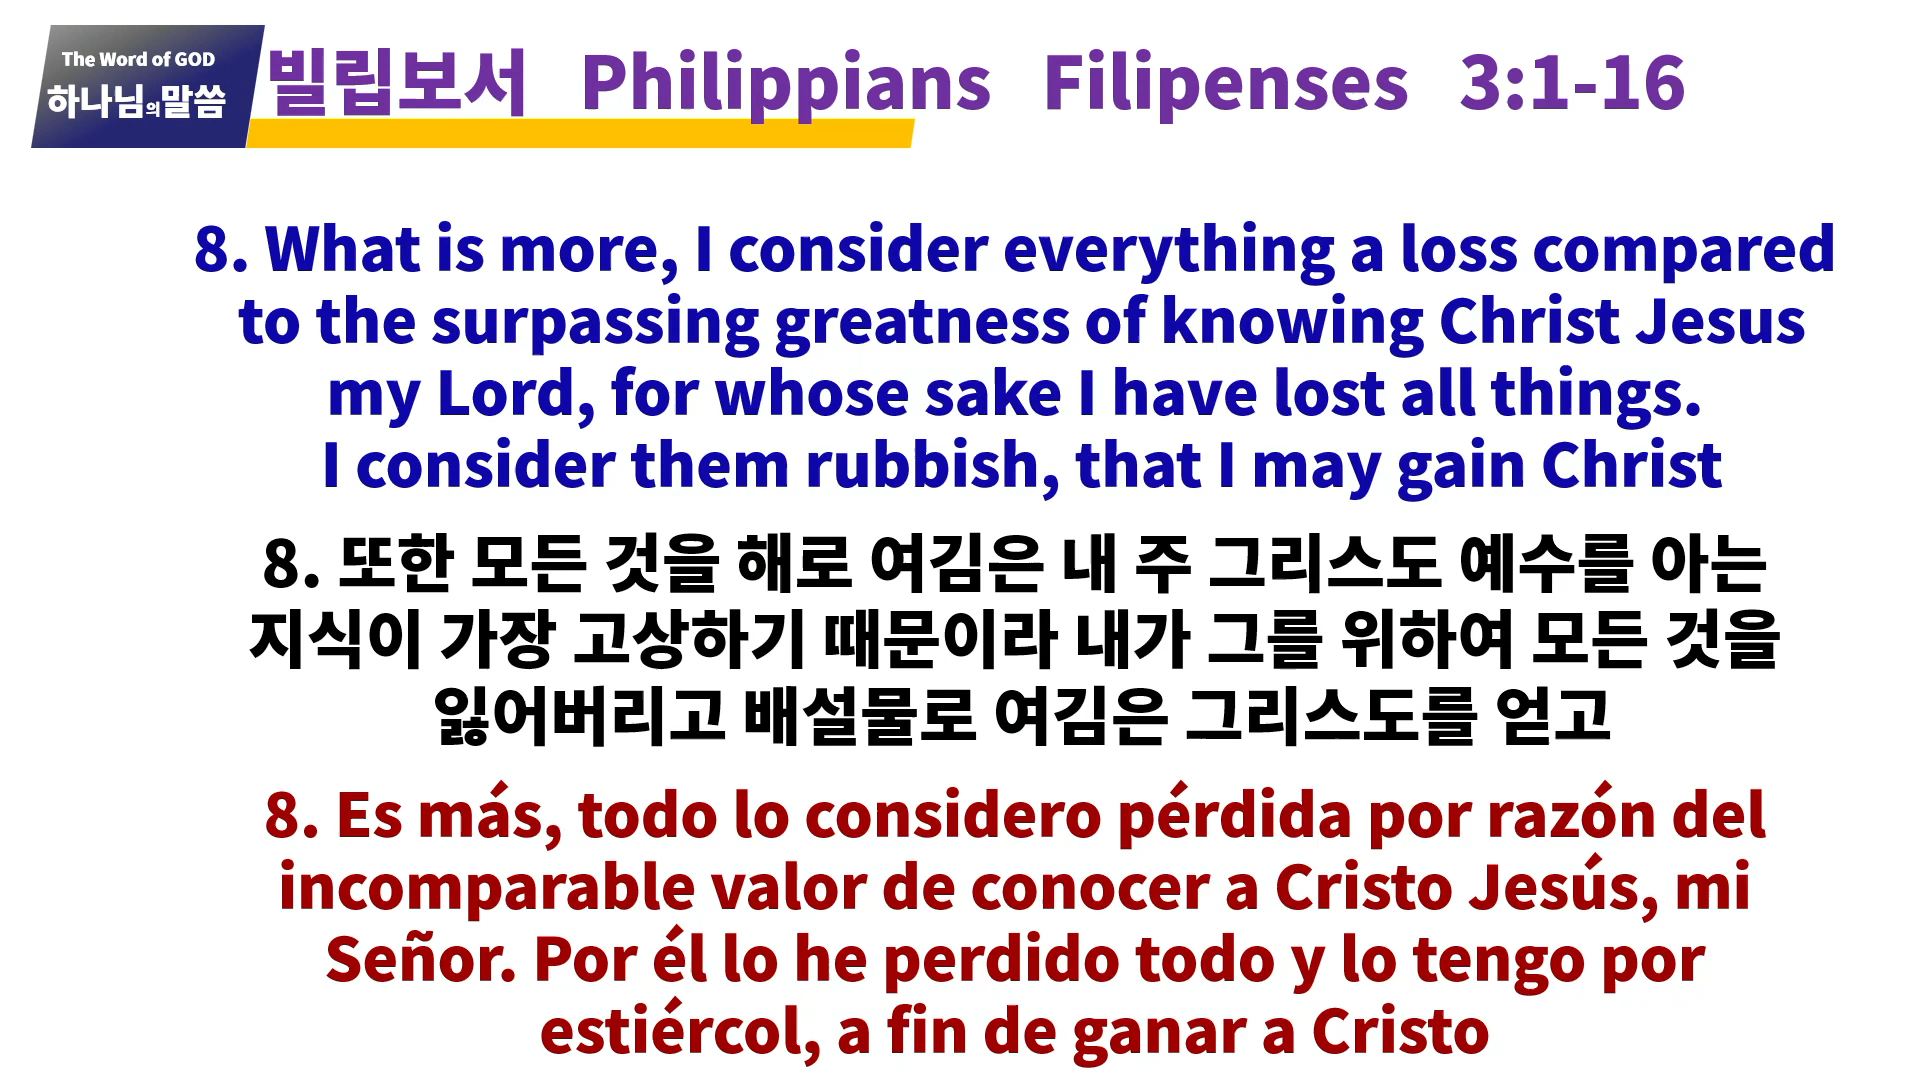 The Word of GOD
하나님의말씀
빌립보서 Philippians Filipenses 3:1-16
8. What is more, I consider everything a loss compared
to the surpassing greatness of knowing Christ Jesus
my Lord, for whose sake I have lost all things.
I consider them rubbish, that I may gain Christ
8. 또한 모든 것을 해로 여김은 내 주 그리스도 예수를 아는
지식이 가장 고상하기 때문이라 내가 그를 위하여 모든 것을
잃어버리고 배설물로 여김은 그리스도를 얻고
8. Es más, todo lo considero pérdida por razón del
incomparable valor de conocer a Cristo Jesús, mi
Señor. Por él lo he perdido todo y lo tengo por
estiércol, a fin de ganar a Cristo